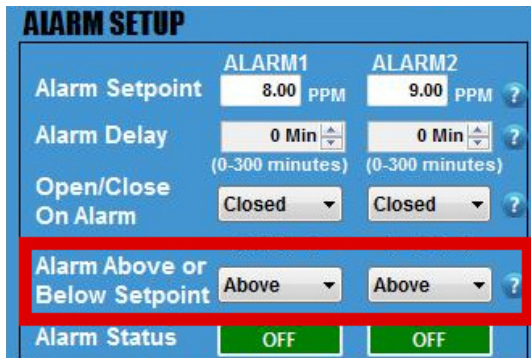 ALARM SETUP
ALARM1 ALARM2
Alarm Setpoint 8.00 PPM 9.00 PPM ?
Alarm Delay 0 Min 0 Min ?
(0-300 minutes) (0-300 minutes)
Open/Close
On Alarm Closed Closed ?
Alarm Above or
Below Setpoint Above Above ?
Alarm Status OFF OFF